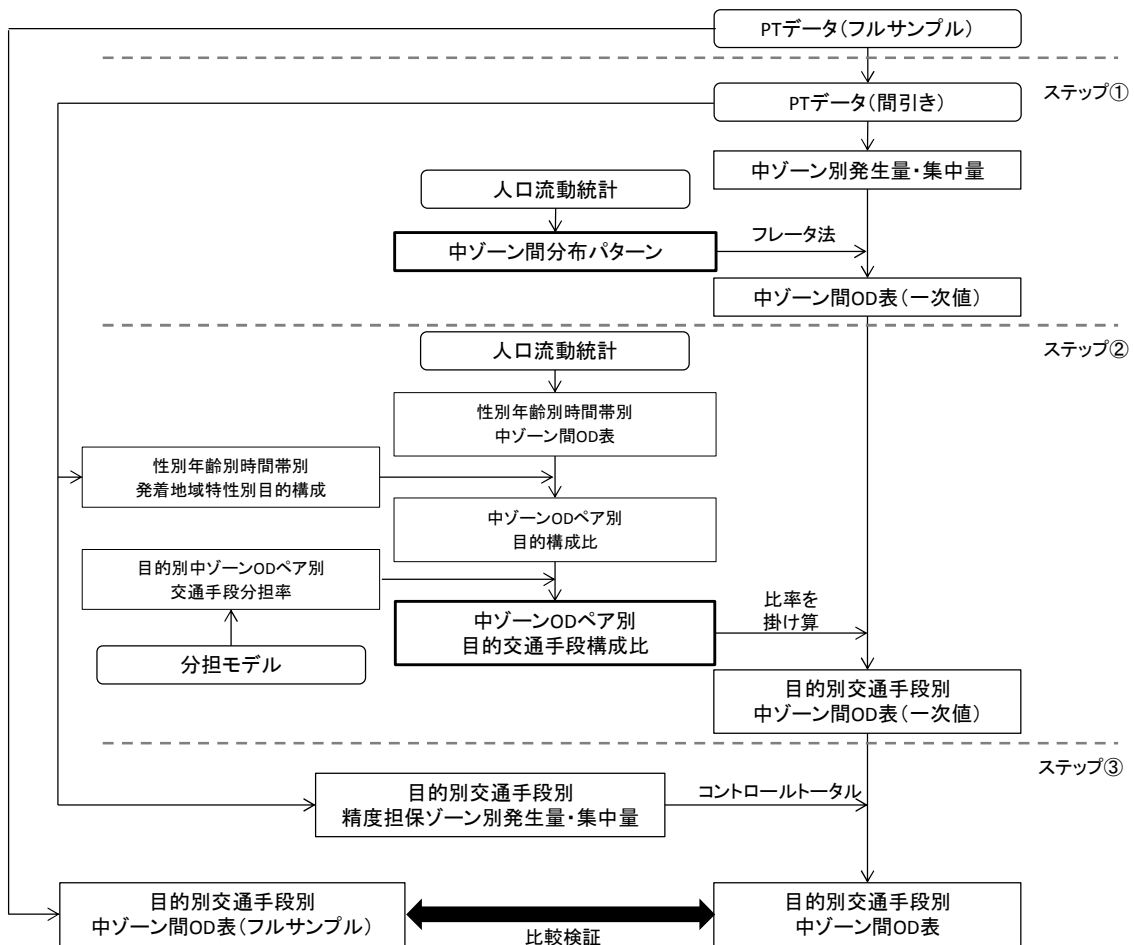 PTデータ(フルサンプル)
ステップ①
PTデータ(間引き)
中ゾーン別発生量・集中量
人口流動統計
フレータ法
中ゾーン間分布パターン
中ゾーン間OD表(一次値)
ステップ②
人口流動統計
性別年齢別時間帯別
中ゾーン間OD表
性別年齢別時間帯別
発着地域特性別目的構成
中ゾーンODペア別
目的構成比
目的別中ゾーンODペア別
交通手段分担率
比率を
掛け算
中ゾーンODペア別
目的交通手段構成比
分担モデル
目的別交通手段別
中ゾーン間OD表(一次値)
ステップ③
目的別交通手段別
精度担保ゾーン別発生量・集中量
コントロールトータル
目的別交通手段別
中ゾーン間OD表(フルサンプル)
比較検証
目的別交通手段別
中ゾーン間OD表